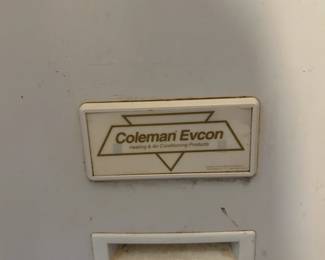 Coleman Evcon
Heating & Air Conditioning Products